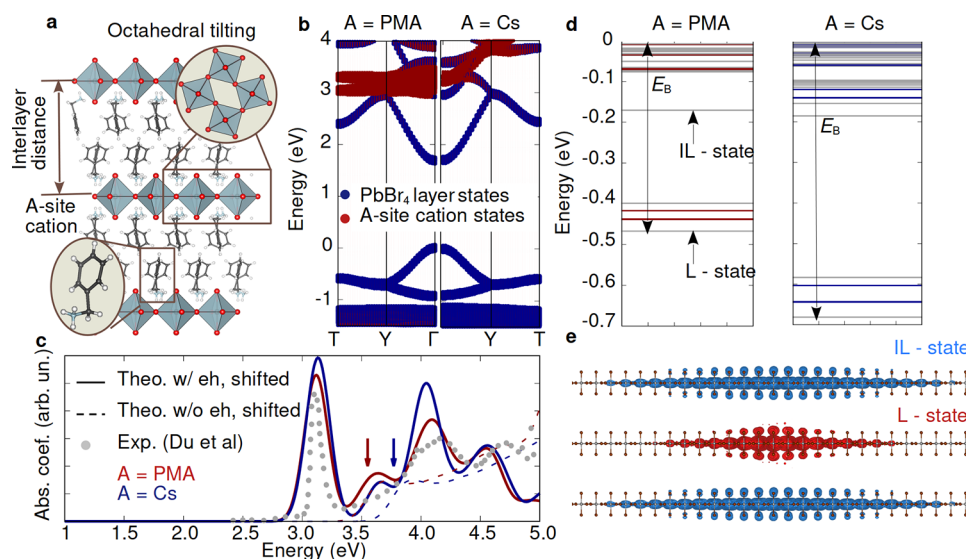 a
Octahedral tilting
Interlayer
distance
A-site
cation
b
A = PMA
A = Cs
Energy (eV)
4
3
2
1
0
-1
PbBr4 layer states
A-site cation states
T
Y
Γ
Y
T
c
Abs. coef. (arb. un.)
Theo. w/ eh, shifted
Theo. w/o eh, shifted
Exp. (Du et al)
A = PMA
A = Cs
1
1.5
2.0
2.5
3.0
3.5
4.0
4.5
5.0
Energy (eV)
d
A = PMA
A = Cs
Energy (eV)
0
-0.1
-0.2
-0.3
-0.4
-0.5
-0.6
-0.7
EB
IL - state
L - state
EB
e
IL - state
L - state